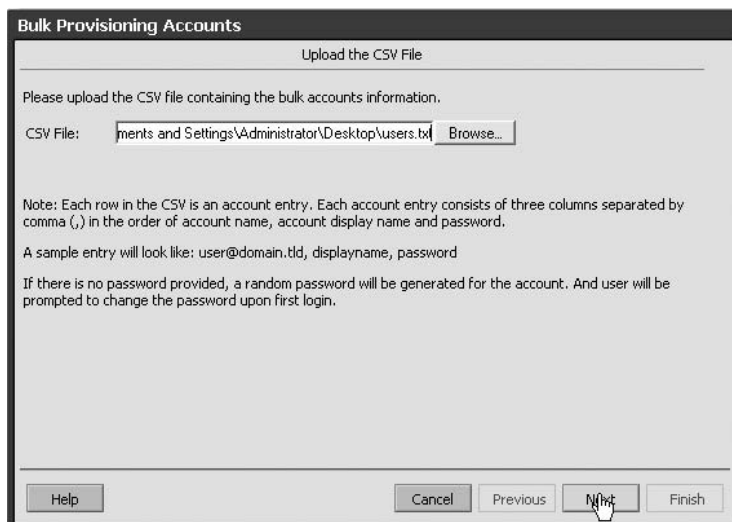 Bulk Provisioning Accounts
Upload the CSV File
Please upload the CSV file containing the bulk accounts information.
CSV File: ments and Settings\Administrator\Desktop\users.txt Browse...
Note: Each row in the CSV is an account entry. Each account entry consists of three columns separated by
comma (,) in the order of account name, account display name and password.
A sample entry will look like: user@domain.tld, displayname, password
If there is no password provided, a random password will be generated for the account. And user will be
prompted to change the password upon first login.
Help Cancel Previous Next Finish